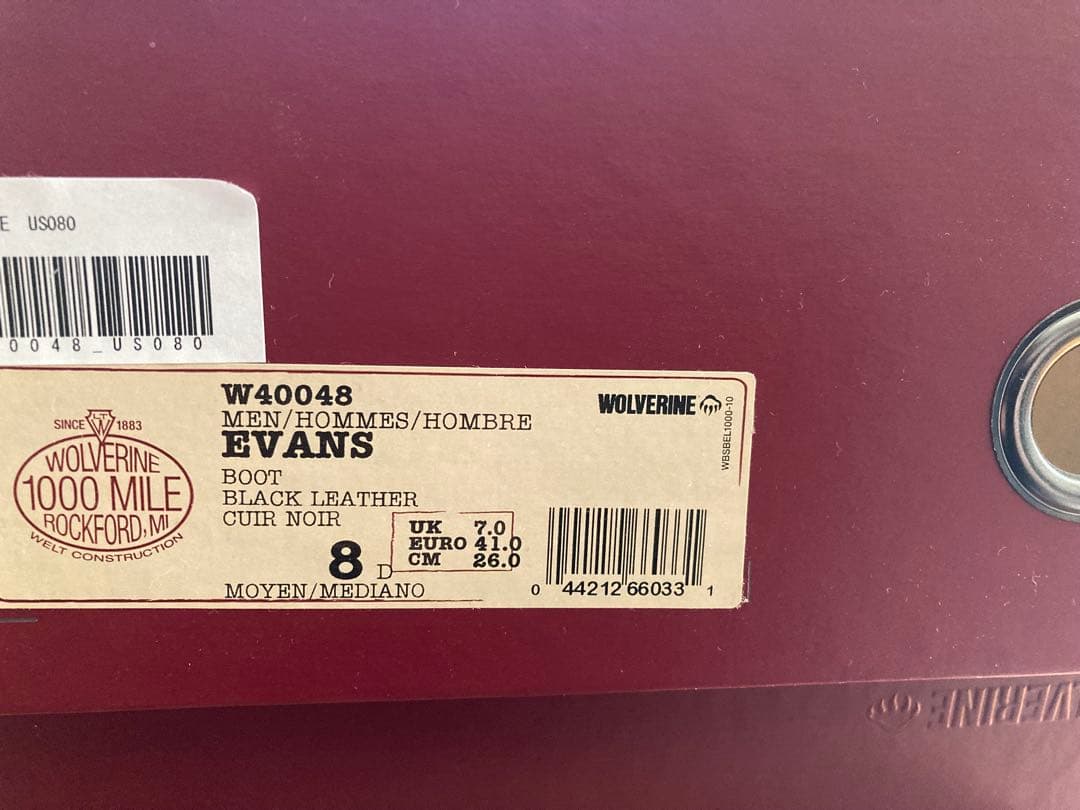 E US080
0048_US080
W40048
MEN/HOMMES/HOMBRE
EVANS
BOOT
BLACK LEATHER
CUIR NOIR
8 D
MOYEN/MEDIANO
UK 7.0
EURO 41.0
CM 26.0
SINCE 1883
LT
W
WOLVERINE
1000 MILE
ROCKFORD, MI
WELT CONSTRUCTION
WOLVERINE
WBSBEL1000-10
0 44212 66033 1
VERINE